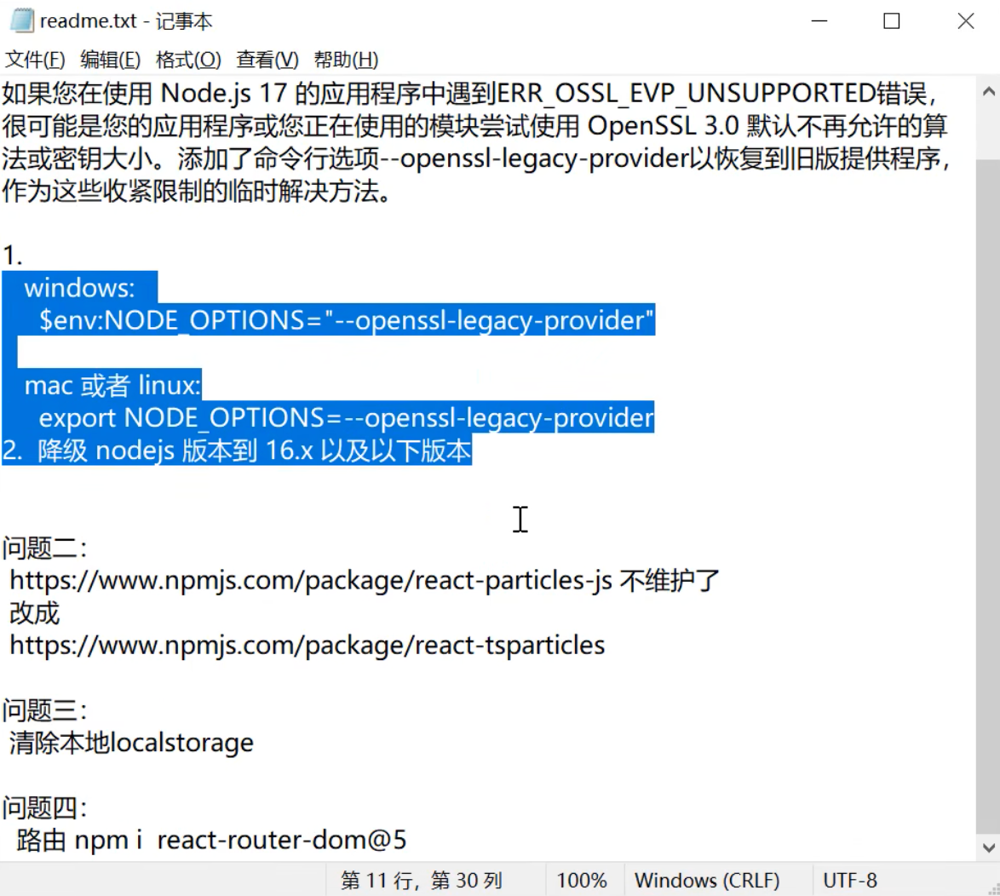 readme.txt - 记事本
文件(F) 编辑(E) 格式(O) 查看(V) 帮助(H)
如果您在使用 Node.js 17 的应用程序中遇到ERR_OSSL_EVP_UNSUPPORTED错误，
很可能是您的应用程序或您正在使用的模块尝试使用 OpenSSL 3.0 默认不再允许的算
法或密钥大小。添加了命令行选项--openssl-legacy-provider以恢复到旧版提供程序，
作为这些收紧限制的临时解决方法。
1.
windows:
$env:NODE_OPTIONS="--openssl-legacy-provider"
mac 或者 linux:
export NODE_OPTIONS=--openssl-legacy-provider
2. 降级 nodejs 版本到 16.x 以及以下版本
问题二：
https://www.npmjs.com/package/react-particles-js 不维护了
改成
https://www.npmjs.com/package/react-tsparticles
问题三：
清除本地localstorage
问题四：
路由 npm i  react-router-dom@5
第 11 行，第 30 列 100% Windows (CRLF) UTF-8